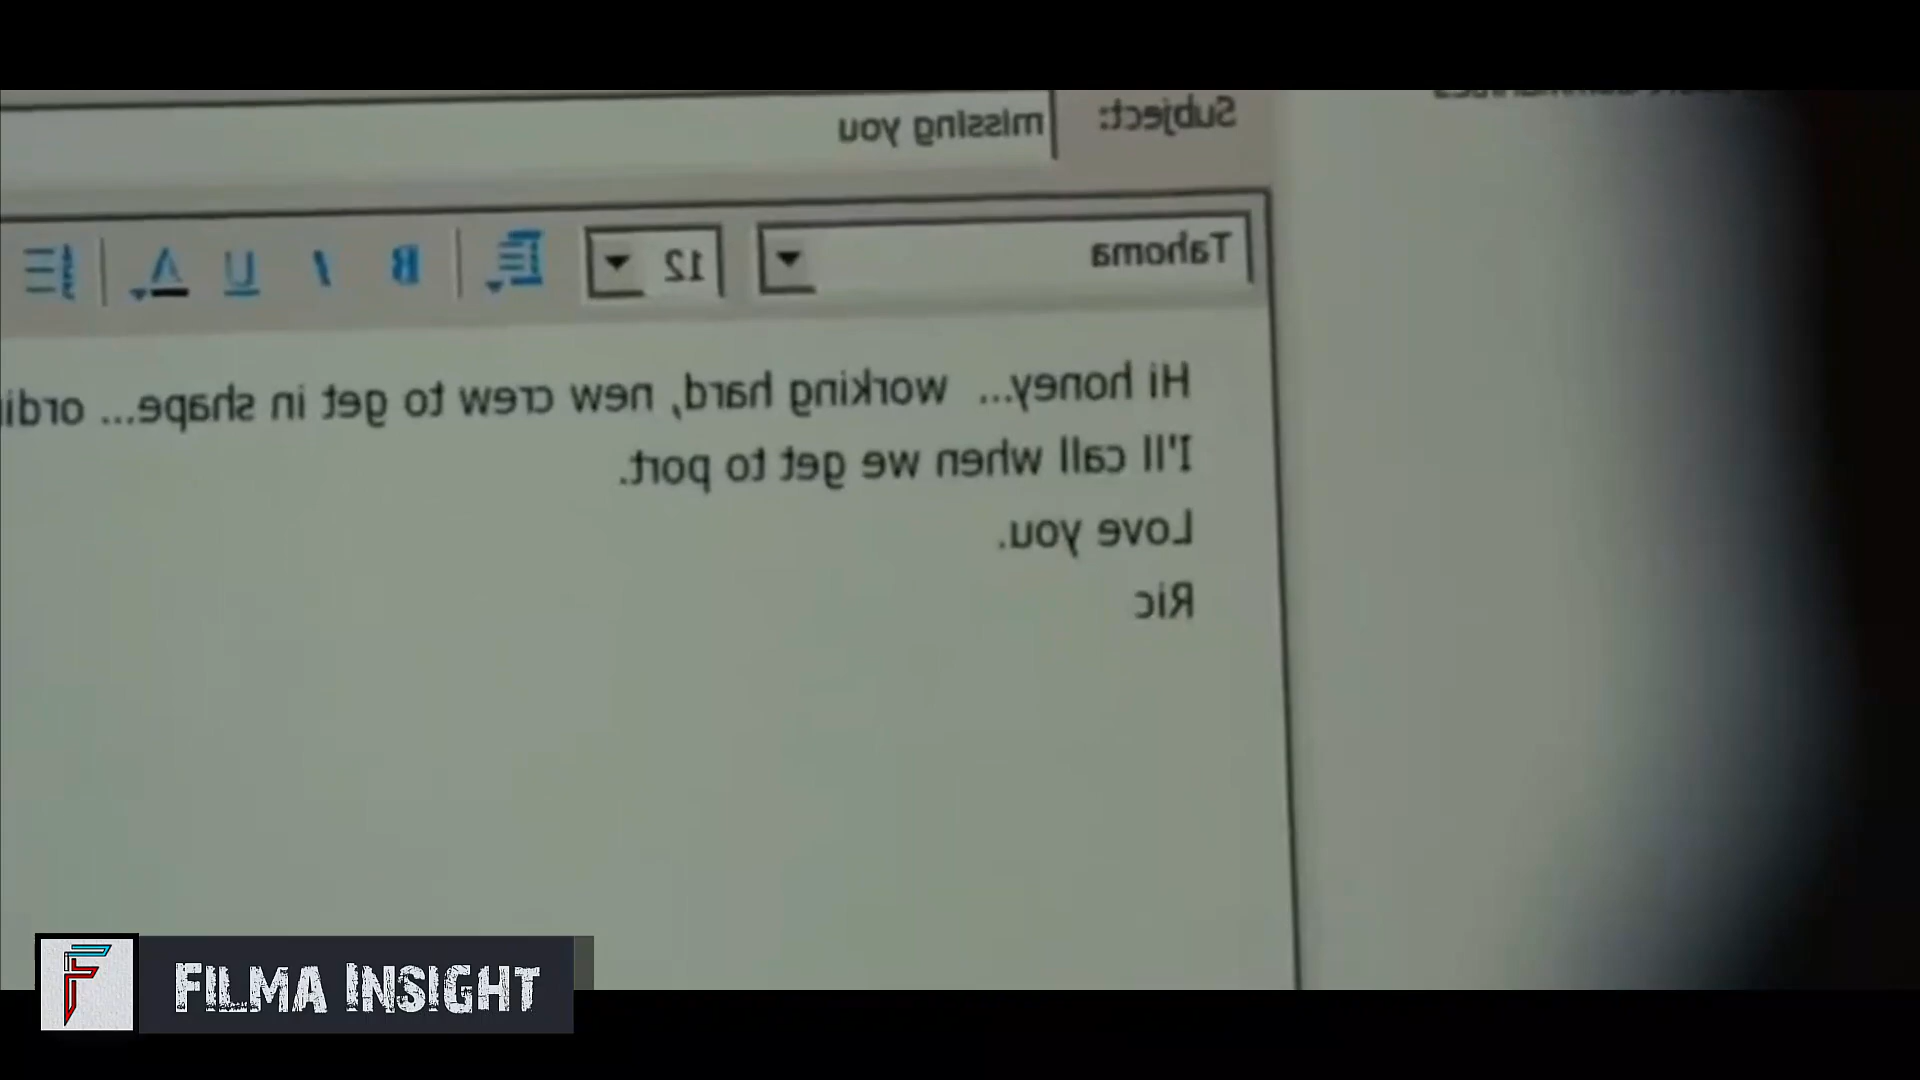 Subject: missing you
Tahoma 12
B I U A
Hi honey... working hard, new crew to get in shape...
I'll call when we get to port.
Love you.
Ric
FILMA INSIGHT